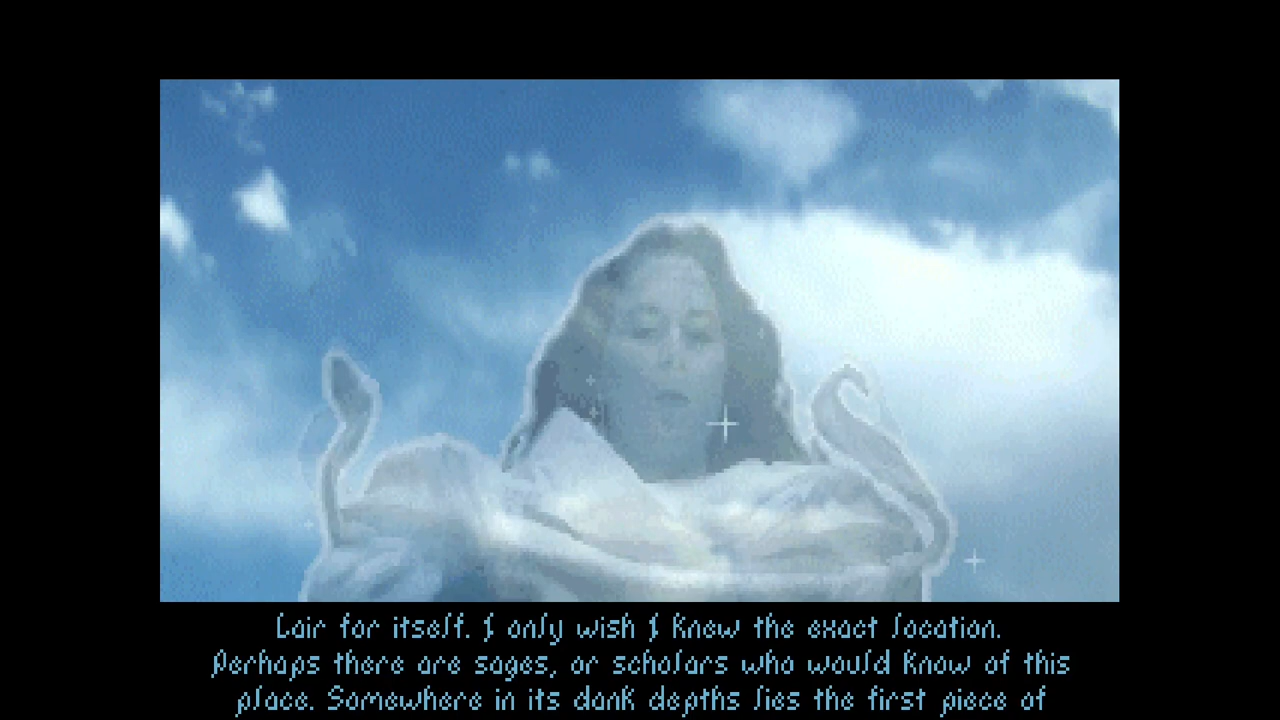 Lair for itself. I only wish I knew the exact location.
Perhaps there are sages, or scholars who would know of this
place. Somewhere in its dank depths lies the first piece of